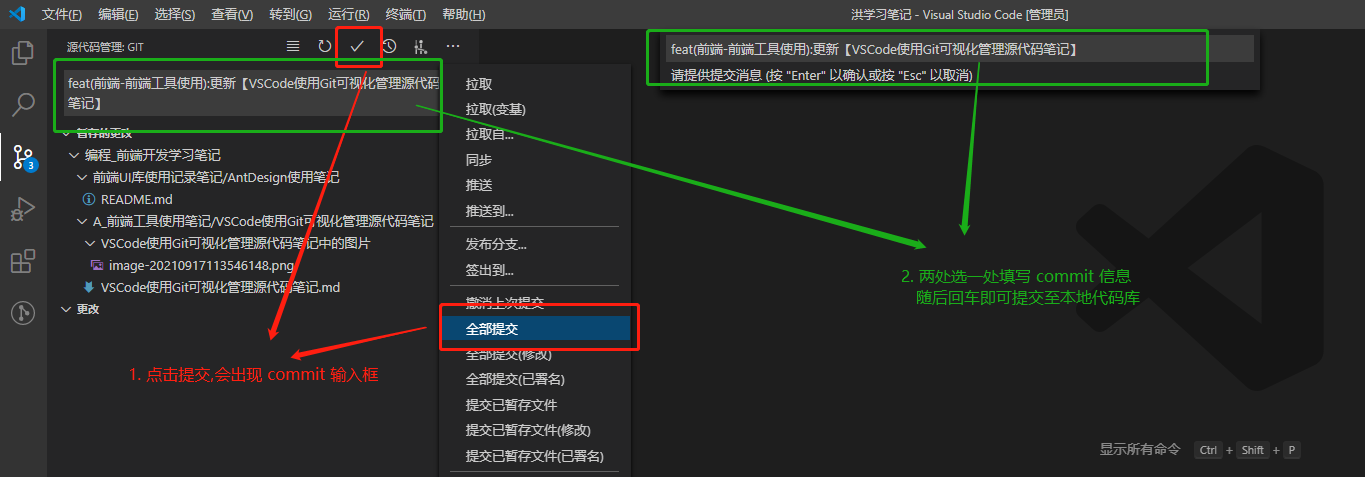 文件(F) 编辑(E) 选择(S) 查看(V) 转到(G) 运行(R) 终端(T) 帮助(H) 洪学习笔记 - Visual Studio Code [管理员]
源代码管理: GIT
feat(前端-前端工具使用):更新【VSCode使用Git可视化管理源代码
笔记】
暂存的更改
编程_前端开发学习笔记
前端UI库使用记录笔记/AntDesign使用笔记
README.md
A_前端工具使用笔记/VSCode使用Git可视化管理源代码笔记
VSCode使用Git可视化管理源代码笔记中的图片
image-20210917113546148.png
VSCode使用Git可视化管理源代码笔记.md
更改
3
1. 点击提交,会出现 commit 输入框
拉取
拉取(变基)
拉取自...
同步
推送
推送到...
发布分支...
签出到...
撤消上次提交
全部提交
全部提交(修改)
全部提交(已署名)
提交已暂存文件
提交已暂存文件(修改)
提交已暂存文件(已署名)
feat(前端-前端工具使用):更新【VSCode使用Git可视化管理源代码笔记】
请提供提交消息 (按 "Enter" 以确认或按 "Esc" 以取消)
2. 两处选一处填写 commit 信息
随后回车即可提交至本地代码库
显示所有命令 Ctrl + Shift + P